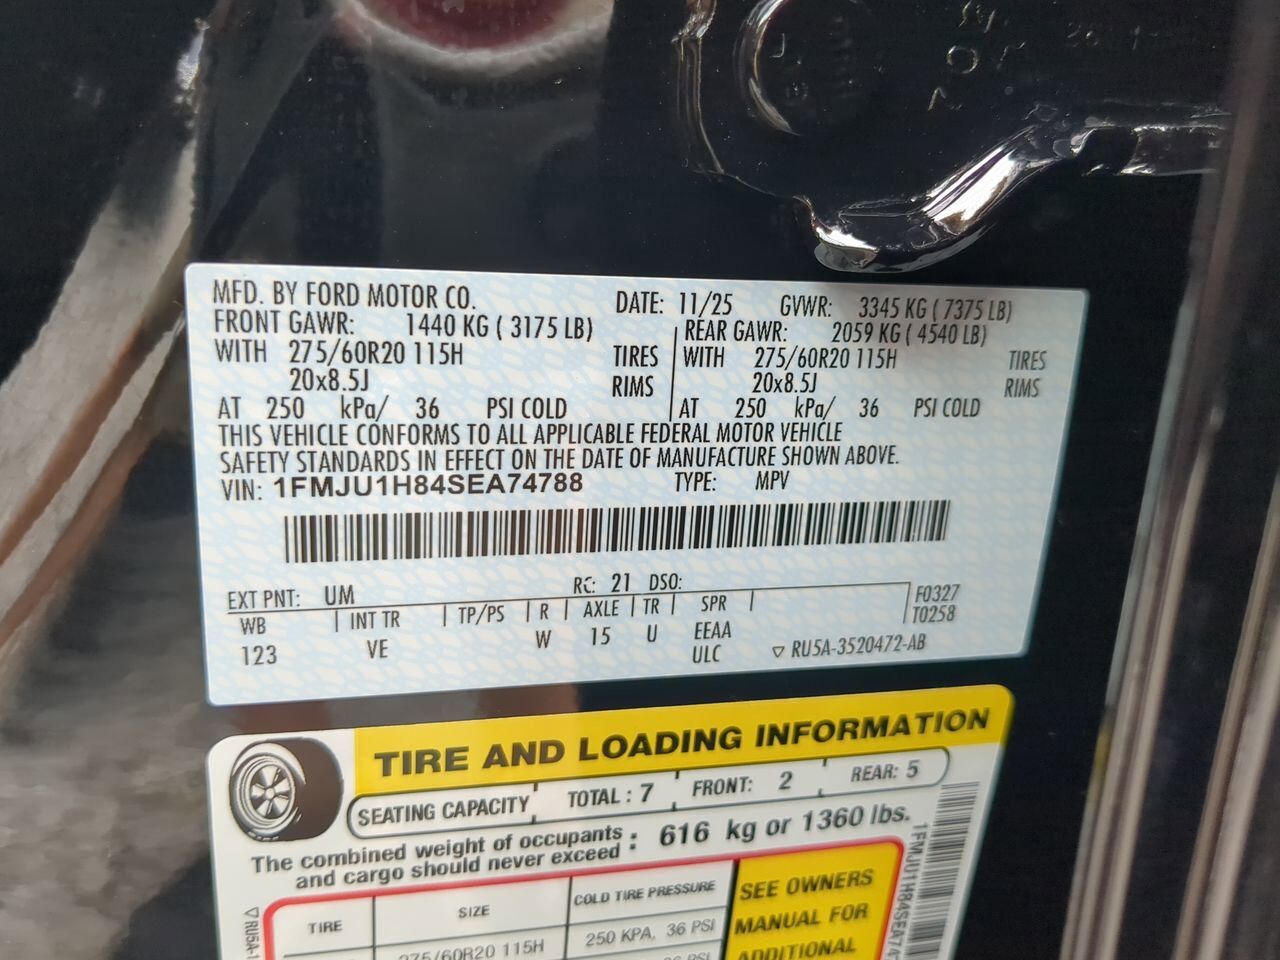 MFD. BY FORD MOTOR CO. DATE: 11/25 GVWR: 3345 KG ( 7375 LB)
FRONT GAWR: 1440 KG ( 3175 LB) REAR GAWR: 2059 KG ( 4540 LB)
WITH 275/60R20 115H TIRES WITH 275/60R20 115H TIRES
20x8.5J RIMS 20x8.5J RIMS
AT 250 kPa/ 36 PSI COLD AT 250 kPa/ 36 PSI COLD
THIS VEHICLE CONFORMS TO ALL APPLICABLE FEDERAL MOTOR VEHICLE
SAFETY STANDARDS IN EFFECT ON THE DATE OF MANUFACTURE SHOWN ABOVE.
VIN: 1FMJU1H84SEA74788 TYPE: MPV
EXT PNT: UM RC: 21 DSO: F0327
WB INT TR TP/PS R AXLE TR SPR T0258
123 VE W 15 U EEAA
ULC ▽ RU5A-3520472-AB
TIRE AND LOADING INFORMATION
SEATING CAPACITY TOTAL : 7 FRONT: 2 REAR: 5
The combined weight of occupants and cargo should never exceed : 616 kg or 1360 lbs.
TIRE SIZE COLD TIRE PRESSURE SEE OWNERS
275/60R20 115H 250 KPA, 36 PSI MANUAL FOR
ADDITIONAL